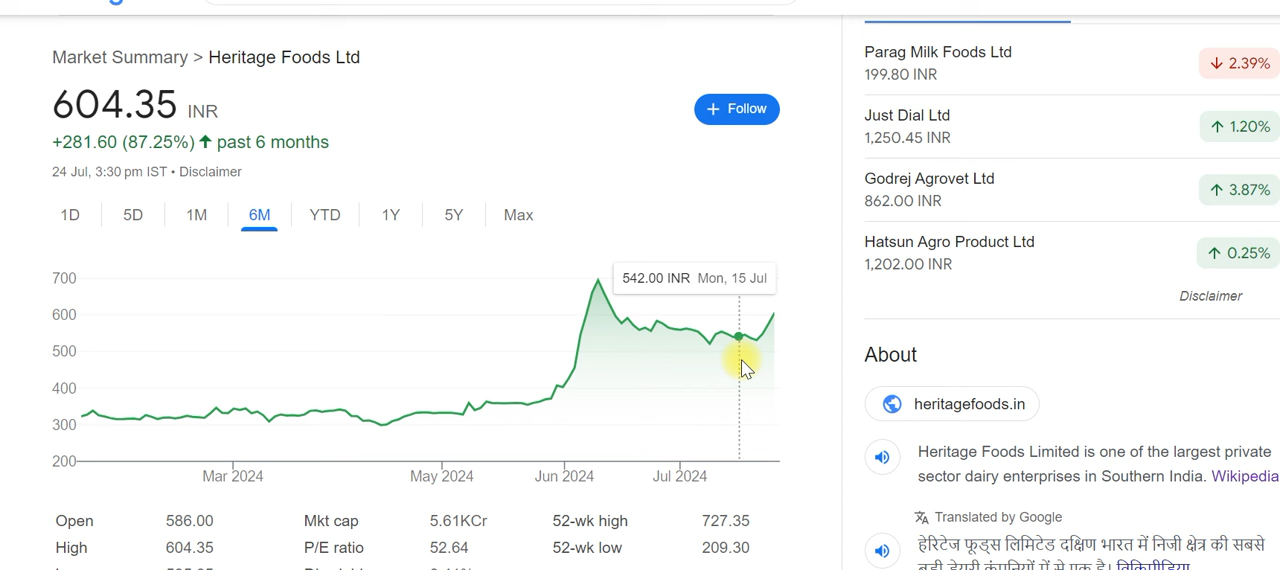 Market Summary > Heritage Foods Ltd
604.35 INR
+ Follow
+281.60 (87.25%) ↑ past 6 months
24 Jul, 3:30 pm IST • Disclaimer
1D 5D 1M 6M YTD 1Y 5Y Max
542.00 INR Mon, 15 Jul
700
600
500
400
300
200
Mar 2024 May 2024 Jun 2024 Jul 2024
Open 586.00 Mkt cap 5.61KCr 52-wk high 727.35
High 604.35 P/E ratio 52.64 52-wk low 209.30
Parag Milk Foods Ltd
199.80 INR
↓ 2.39%
Just Dial Ltd
1,250.45 INR
↑ 1.20%
Godrej Agrovet Ltd
862.00 INR
↑ 3.87%
Hatsun Agro Product Ltd
1,202.00 INR
↑ 0.25%
Disclaimer
About
heritagefoods.in
Heritage Foods Limited is one of the largest private
sector dairy enterprises in Southern India. Wikipedia
Translated by Google
हेरिटेज फूड्स लिमिटेड दक्षिण भारत में निजी क्षेत्र की सबसे